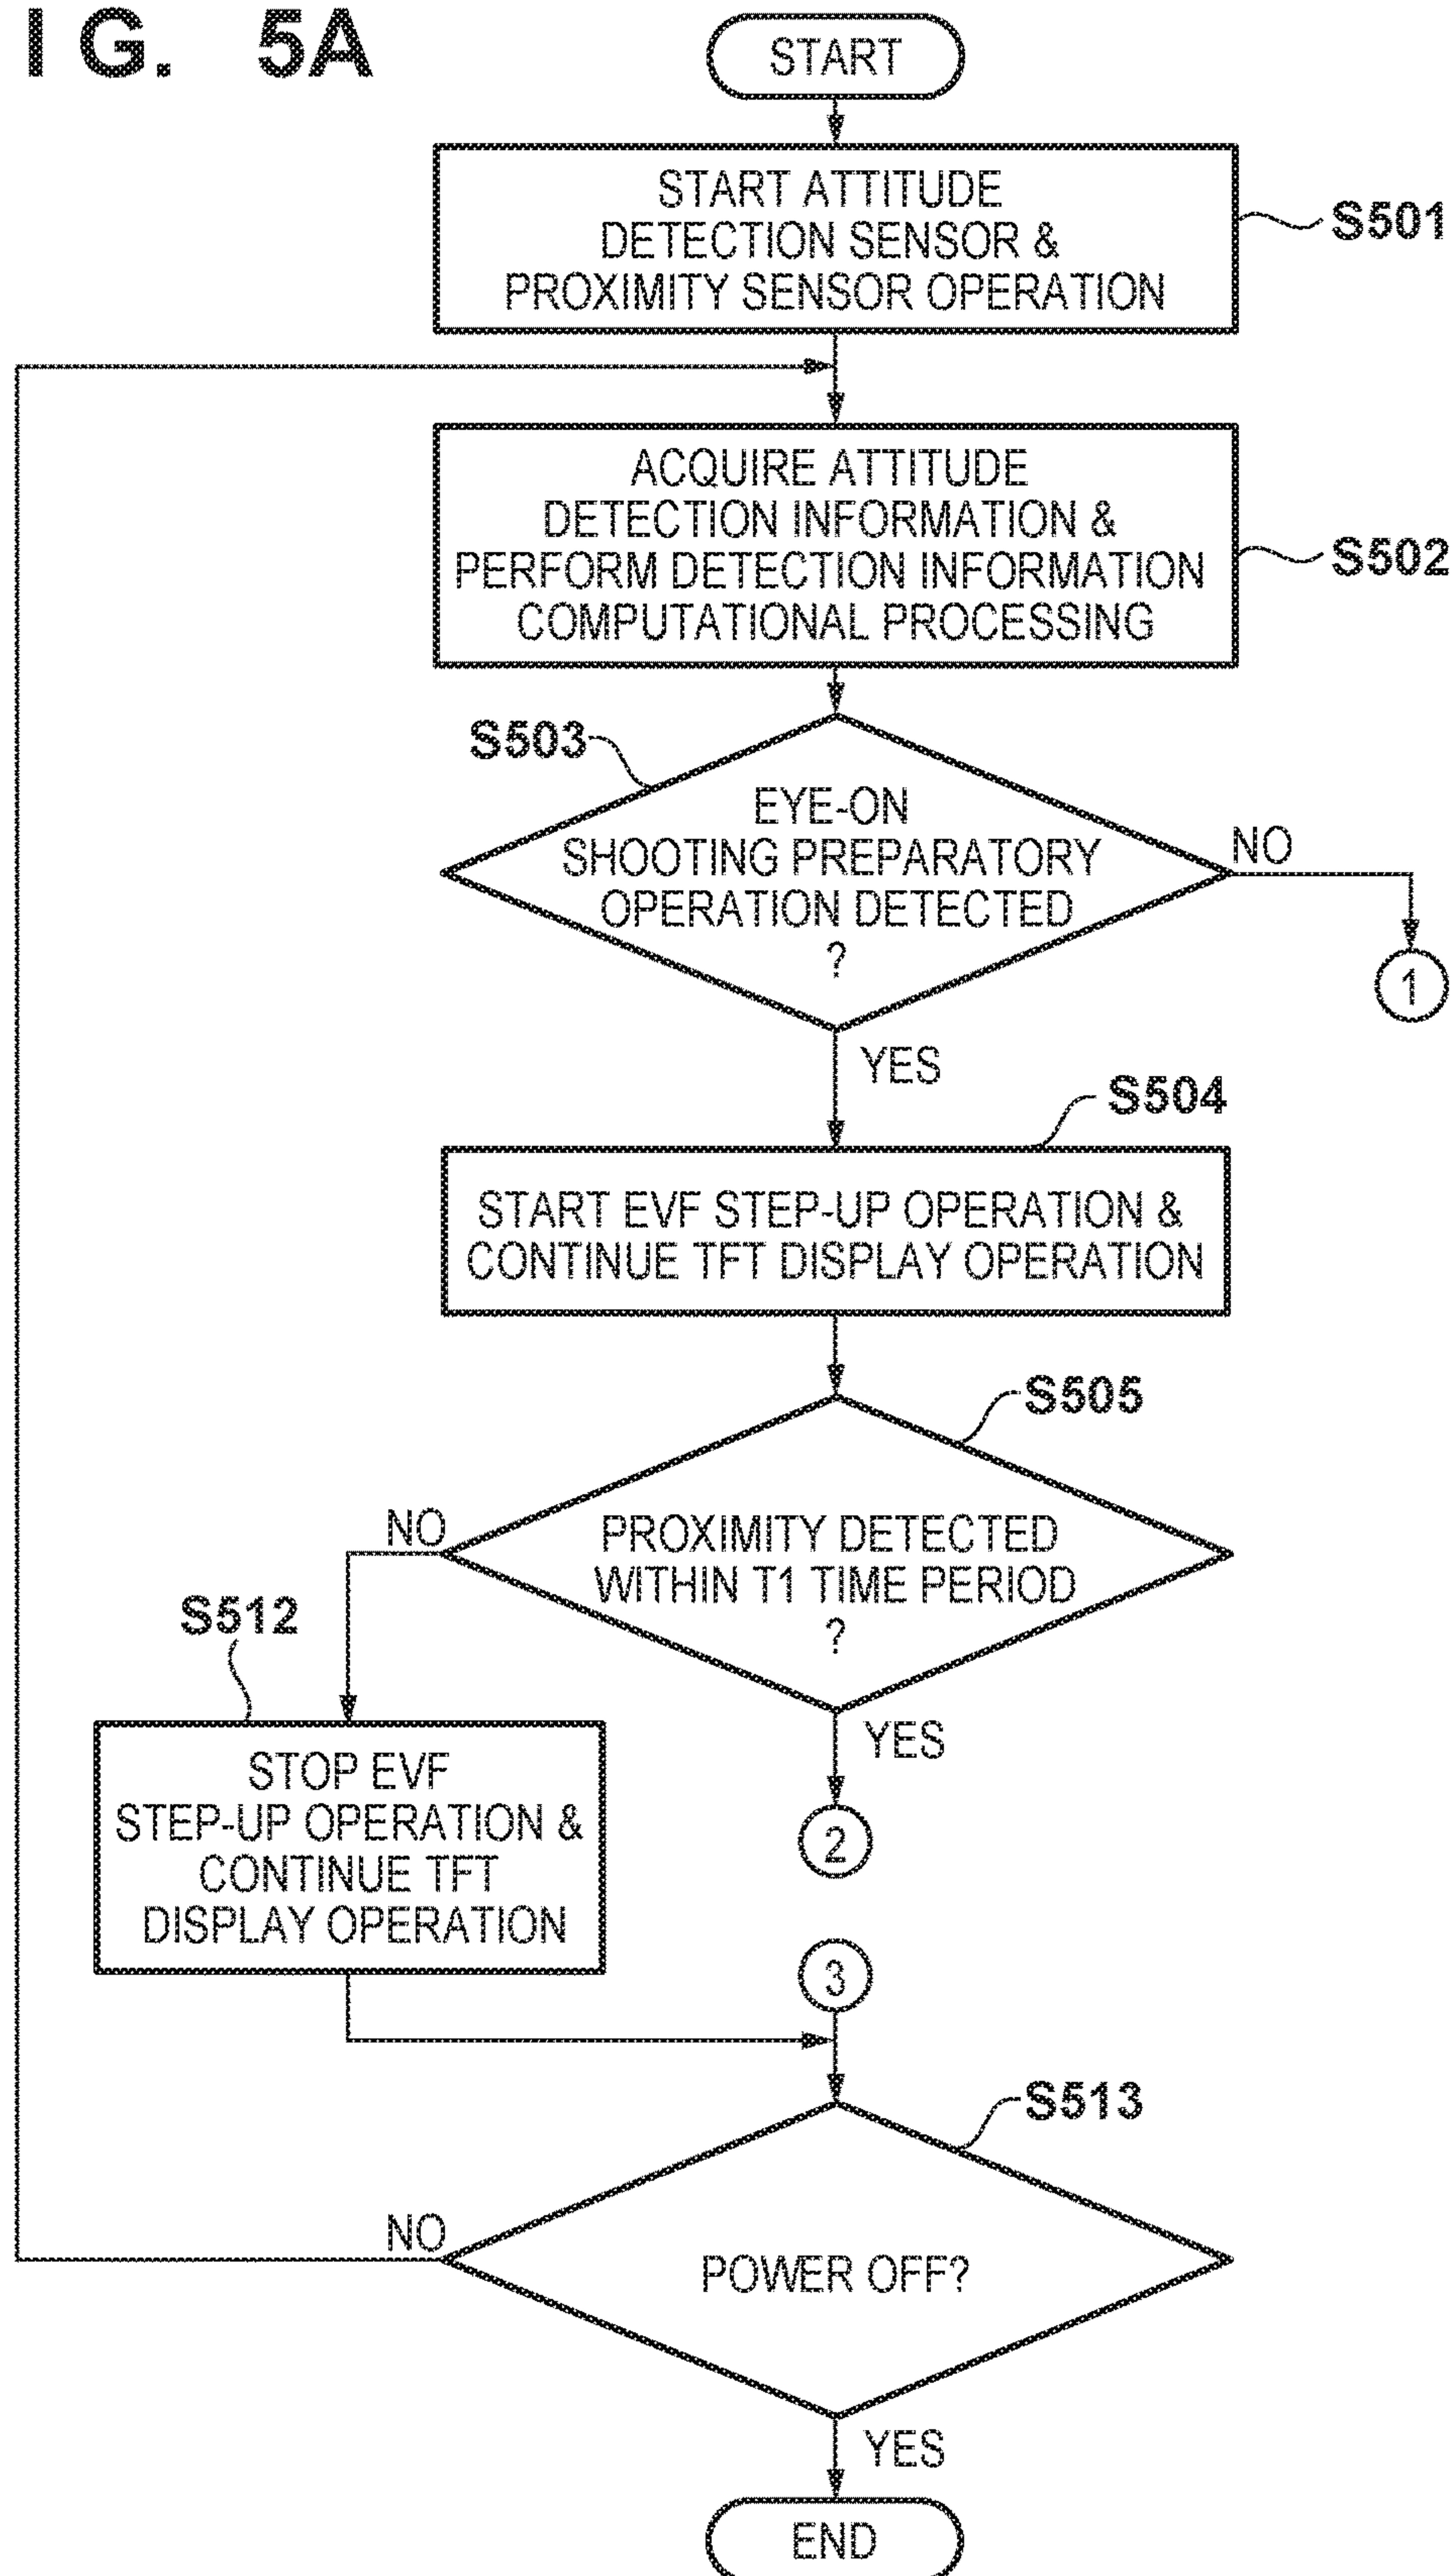 I G. 5A
START
START ATTITUDE
DETECTION SENSOR &
PROXIMITY SENSOR OPERATION
S501
ACQUIRE ATTITUDE
DETECTION INFORMATION &
PERFORM DETECTION INFORMATION
COMPUTATIONAL PROCESSING
S502
S503
EYE-ON
SHOOTING PREPARATORY
OPERATION DETECTED
?
NO
1
YES
S504
START EVF STEP-UP OPERATION &
CONTINUE TFT DISPLAY OPERATION
S505
PROXIMITY DETECTED
WITHIN T1 TIME PERIOD
?
NO
S512
YES
2
STOP EVF
STEP-UP OPERATION &
CONTINUE TFT
DISPLAY OPERATION
3
S513
POWER OFF?
NO
YES
END